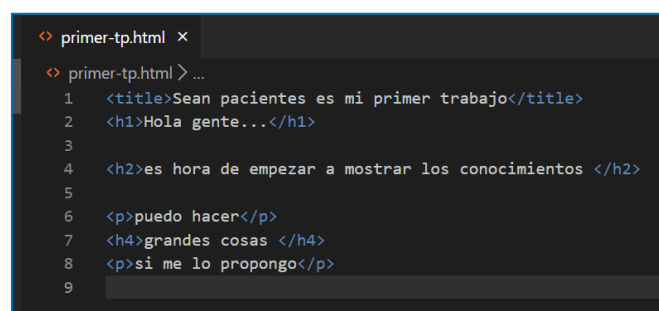 <> primer-tp.html ×
<> primer-tp.html > ...
1 <title>Sean pacientes es mi primer trabajo</title>
2 <h1>Hola gente...</h1>
3
4 <h2>es hora de empezar a mostrar los conocimientos </h2>
5
6 <p>puedo hacer</p>
7 <h4>grandes cosas </h4>
8 <p>si me lo propongo</p>
9